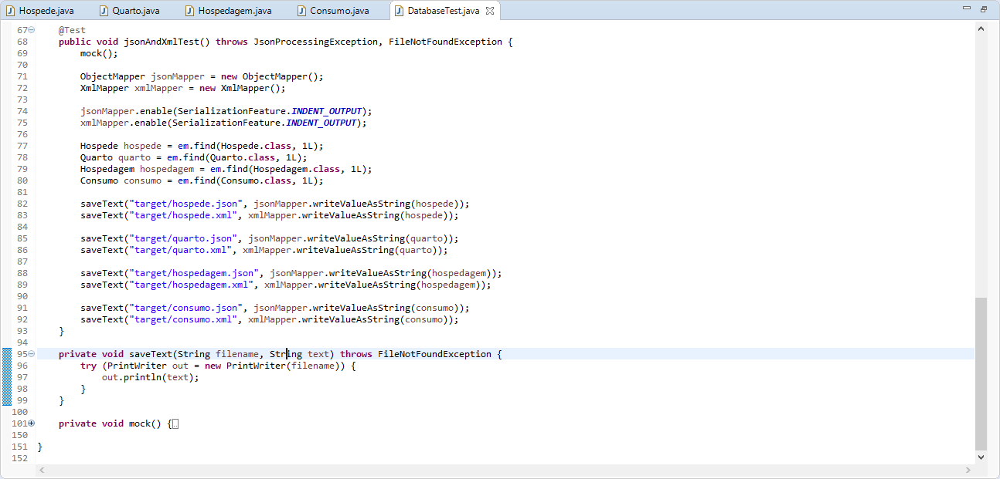 Hospede.java Quarto.java Hospedagem.java Consumo.java DatabaseTest.java
67 @Test
68 public void jsonAndXmlTest() throws JsonProcessingException, FileNotFoundException {
69 mock();
70
71 ObjectMapper jsonMapper = new ObjectMapper();
72 XmlMapper xmlMapper = new XmlMapper();
73
74 jsonMapper.enable(SerializationFeature.INDENT_OUTPUT);
75 xmlMapper.enable(SerializationFeature.INDENT_OUTPUT);
76
77 Hospede hospede = em.find(Hospede.class, 1L);
78 Quarto quarto = em.find(Quarto.class, 1L);
79 Hospedagem hospedagem = em.find(Hospedagem.class, 1L);
80 Consumo consumo = em.find(Consumo.class, 1L);
81
82 saveText("target/hospede.json", jsonMapper.writeValueAsString(hospede));
83 saveText("target/hospede.xml", xmlMapper.writeValueAsString(hospede));
84
85 saveText("target/quarto.json", jsonMapper.writeValueAsString(quarto));
86 saveText("target/quarto.xml", xmlMapper.writeValueAsString(quarto));
87
88 saveText("target/hospedagem.json", jsonMapper.writeValueAsString(hospedagem));
89 saveText("target/hospedagem.xml", xmlMapper.writeValueAsString(hospedagem));
90
91 saveText("target/consumo.json", jsonMapper.writeValueAsString(consumo));
92 saveText("target/consumo.xml", xmlMapper.writeValueAsString(consumo));
93 }
94
95 private void saveText(String filename, String text) throws FileNotFoundException {
96 try (PrintWriter out = new PrintWriter(filename)) {
97 out.println(text);
98 }
99 }
100
101 private void mock() {
150
151 }
152